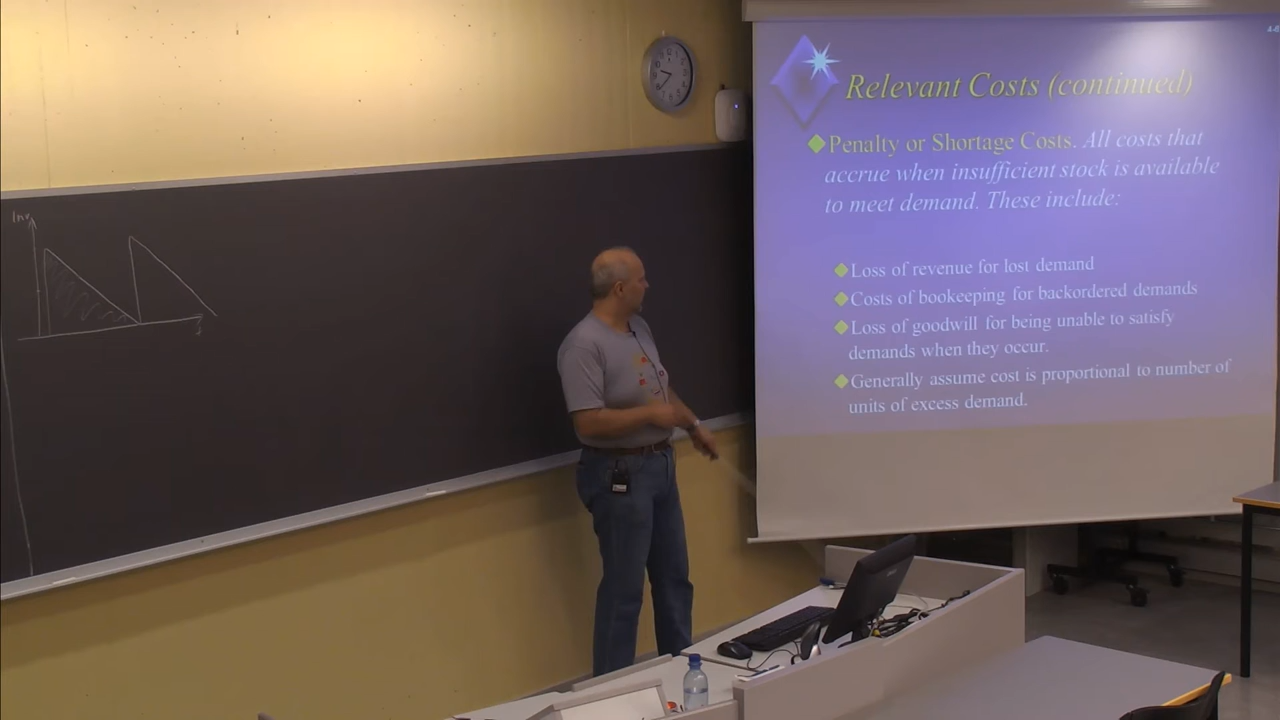 4-6
Relevant Costs (continued)
Penalty or Shortage Costs. All costs that
accrue when insufficient stock is available
to meet demand. These include:
Loss of revenue for lost demand
Costs of bookeeping for backordered demands
Loss of goodwill for being unable to satisfy
demands when they occur.
Generally assume cost is proportional to number of
units of excess demand.
Inv